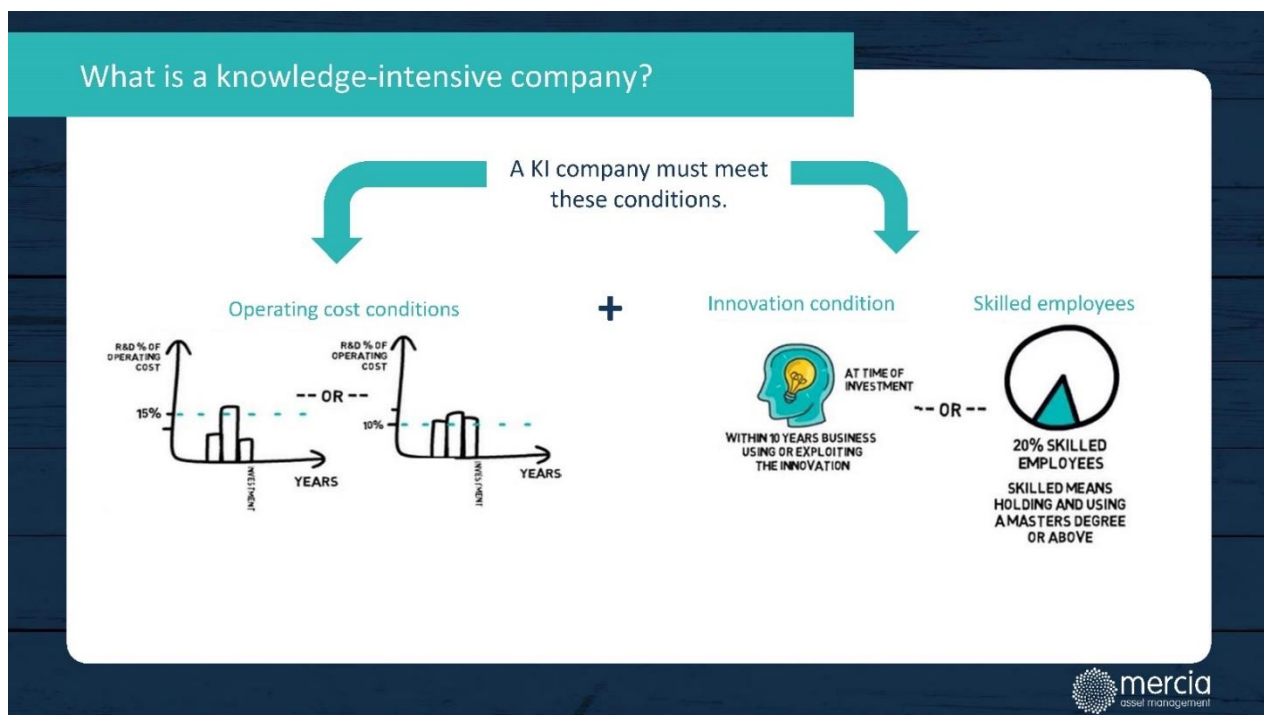 What is a knowledge-intensive company?
A KI company must meet
these conditions.
Operating cost conditions
+
Innovation condition
Skilled employees
R&D % OF
OPERATING
COST
15%
INVESTMENT
YEARS
-- OR --
R&D % OF
OPERATING
COST
10%
INVESTMENT
YEARS
AT TIME OF
INVESTMENT
WITHIN 10 YEARS BUSINESS
USING OR EXPLOITING
THE INNOVATION
-- OR --
20% SKILLED
EMPLOYEES
SKILLED MEANS
HOLDING AND USING
A MASTERS DEGREE
OR ABOVE
mercia
asset management